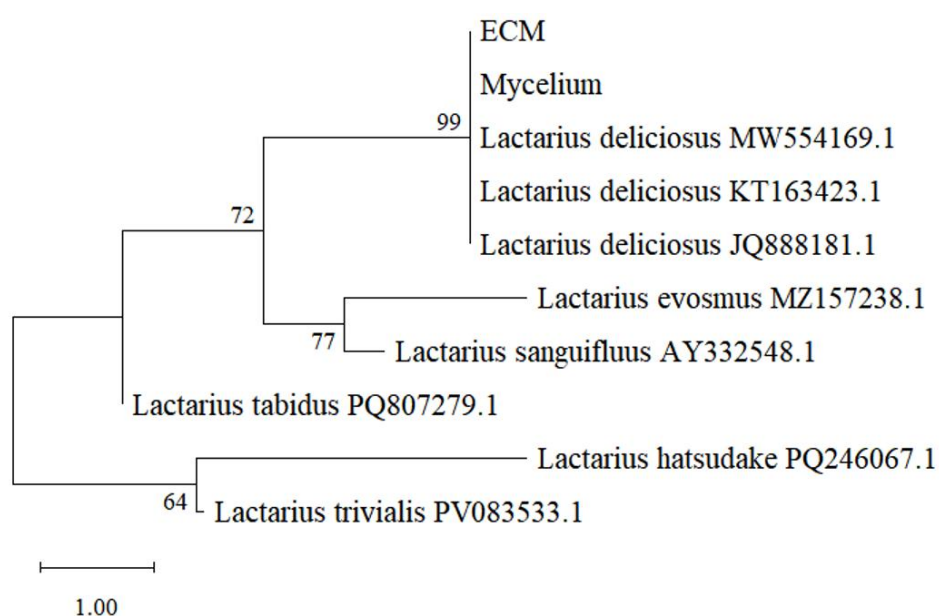 ECM
Mycelium
99
Lactarius deliciosus MW554169.1
Lactarius deliciosus KT163423.1
72
Lactarius deliciosus JQ888181.1
Lactarius evosmus MZ157238.1
77
Lactarius sanguifluus AY332548.1
Lactarius tabidus PQ807279.1
Lactarius hatsudake PQ246067.1
64
Lactarius trivialis PV083533.1
1.00